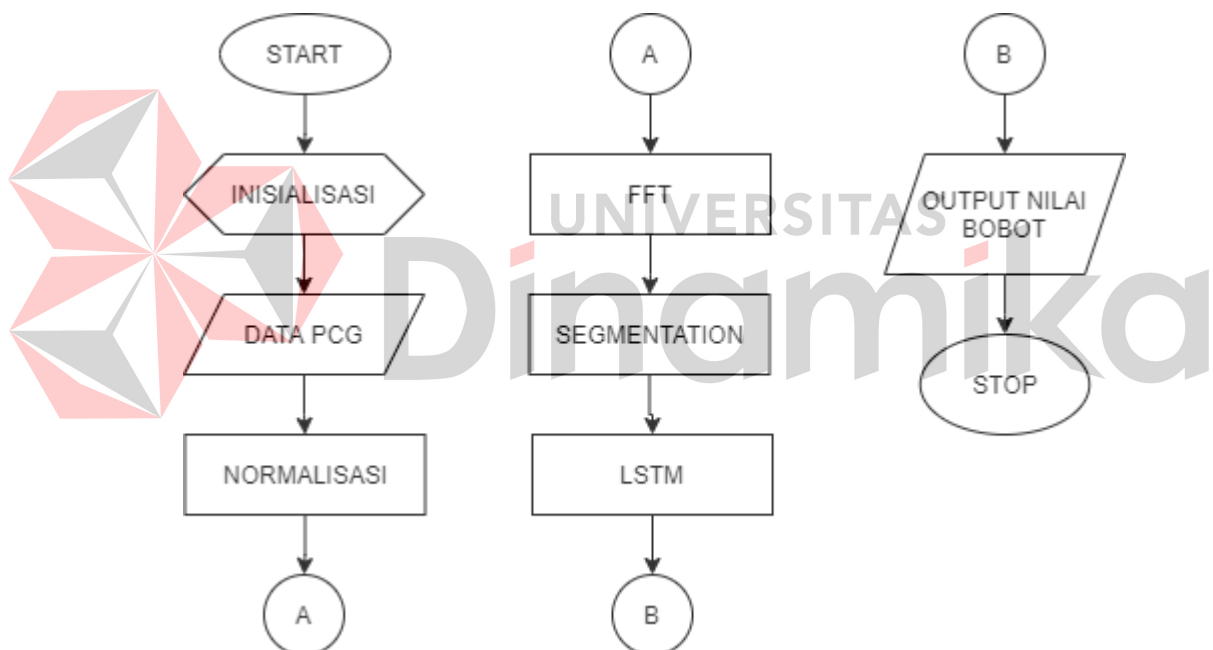 START
INISIALISASI
DATA PCG
NORMALISASI
A
A
FFT
SEGMENTATION
LSTM
B
B
OUTPUT NILAI
BOBOT
STOP
UNIVERSITAS
Dinamika